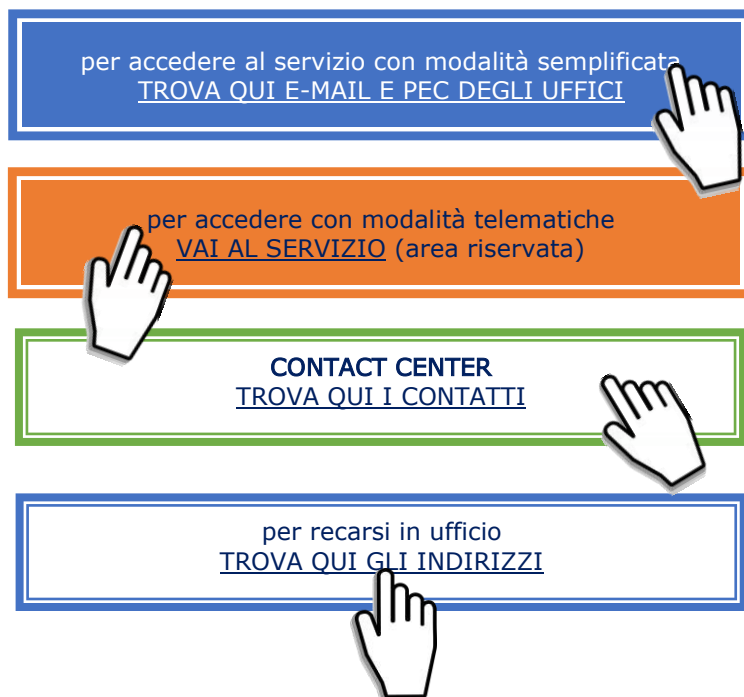 per accedere al servizio con modalità semplificata
TROVA QUI E-MAIL E PEC DEGLI UFFICI
per accedere con modalità telematiche
VAI AL SERVIZIO (area riservata)
CONTACT CENTER
TROVA QUI I CONTATTI
per recarsi in ufficio
TROVA QUI GLI INDIRIZZI